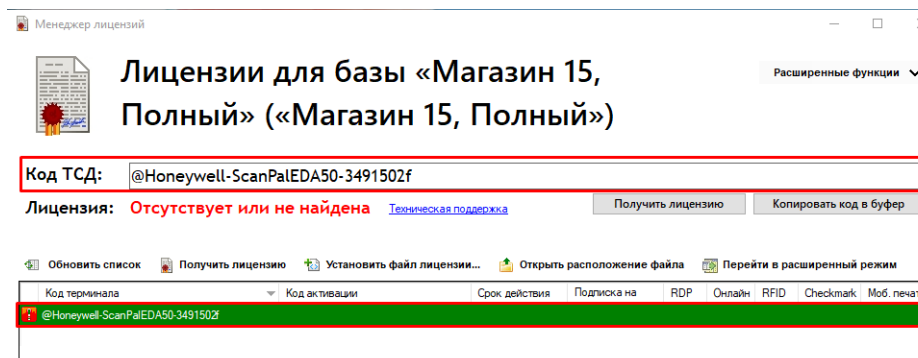 Менеджер лицензий
Лицензии для базы «Магазин 15,
Полный» («Магазин 15, Полный»)
Расширенные функции
Код ТСД: @Honeywell-ScanPalEDA50-3491502f
Лицензия: Отсутствует или не найдена Техническая поддержка Получить лицензию Копировать код в буфер
Обновить список Получить лицензию Установить файл лицензии... Открыть расположение файла Перейти в расширенный режим
Код терминала Код активации Срок действия Подписка на RDP Онлайн RFID Checkmark Моб. печат
@Honeywell-ScanPalEDA50-3491502f